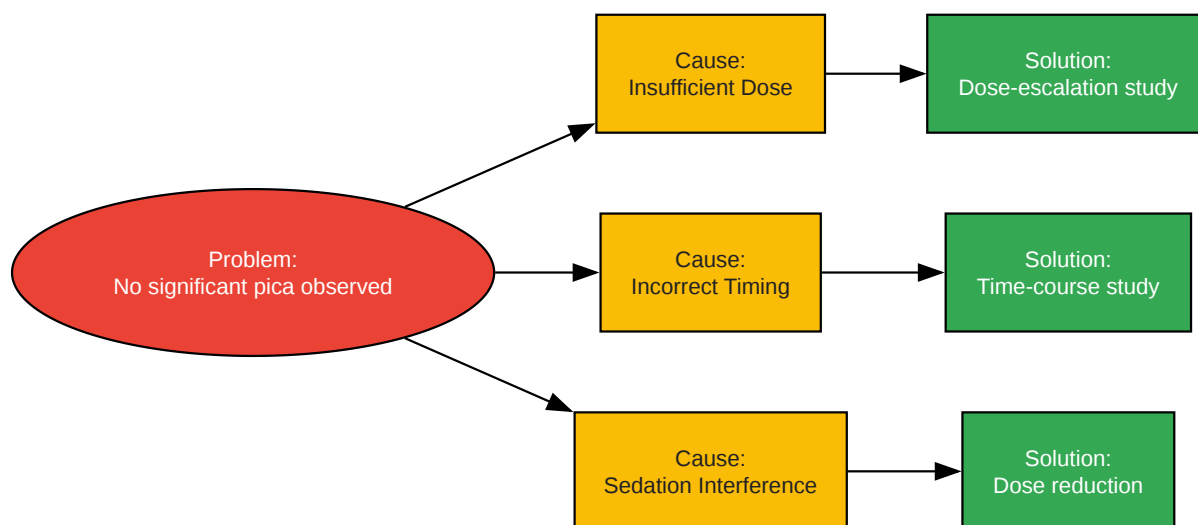 Problem:
No significant pica observed
Cause:
Insufficient Dose
Solution:
Dose-escalation study
Cause:
Incorrect Timing
Solution:
Time-course study
Cause:
Sedation Interference
Solution:
Dose reduction